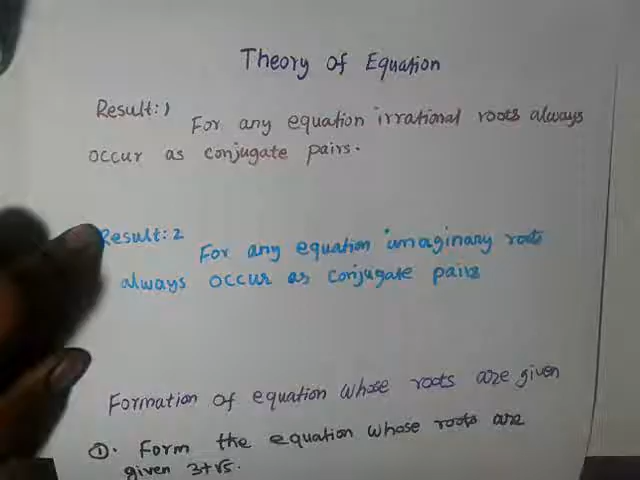 Theory of Equation
Result:1
For any equation irrational roots always
occur as conjugate pairs.
Result:2
For any equation imaginary roots
always occur as conjugate pairs
Formation of equation whose roots are given
①. Form the equation whose roots are
given 3+√5.